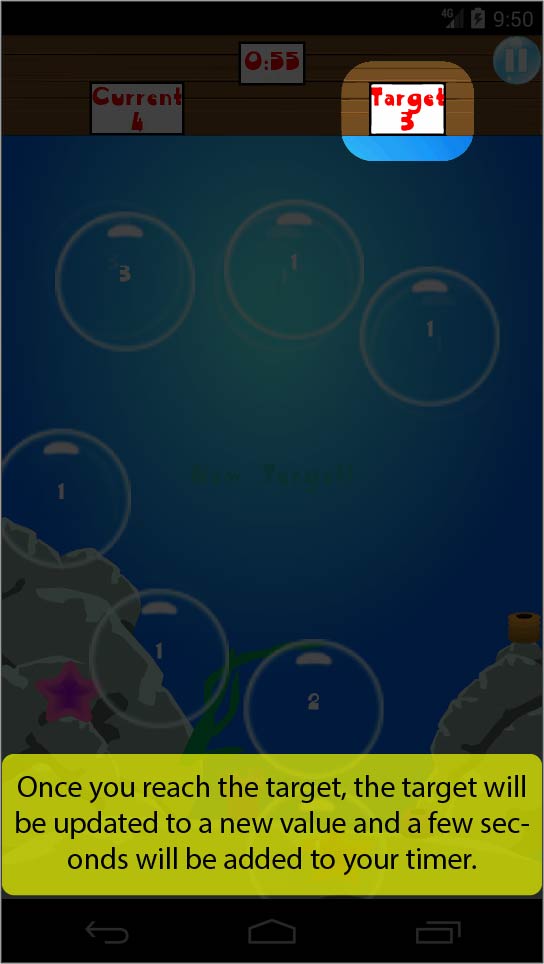 4G 9:50
0:55
Current
4
Target
3
3
1
1
1
New Target!
1
2
Once you reach the target, the target will
be updated to a new value and a few sec-
onds will be added to your timer.